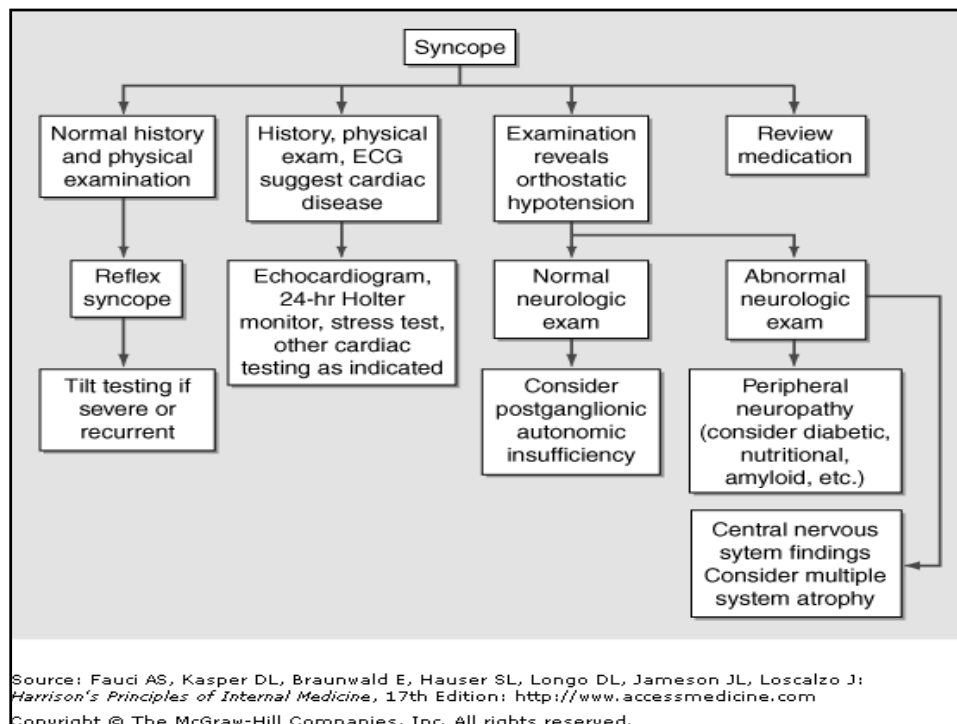 Syncope
Normal history
and physical
examination
History, physical
exam, ECG
suggest cardiac
disease
Examination
reveals
orthostatic
hypotension
Review
medication
Reflex
syncope
Echocardiogram,
24-hr Holter
monitor, stress test,
other cardiac
testing as indicated
Normal
neurologic
exam
Abnormal
neurologic
exam
Tilt testing if
severe or
recurrent
Consider
postganglionic
autonomic
insufficiency
Peripheral
neuropathy
(consider diabetic,
nutritional,
amyloid, etc.)
Central nervous
sytem findings
Consider multiple
system atrophy
Source: Fauci AS, Kasper DL, Braunwald E, Hauser SL, Longo DL, Jameson JL, Loscalzo J:
Harrison's Principles of Internal Medicine, 17th Edition: http://www.accessmedicine.com
Copyright © The McGraw-Hill Companies, Inc. All rights reserved.